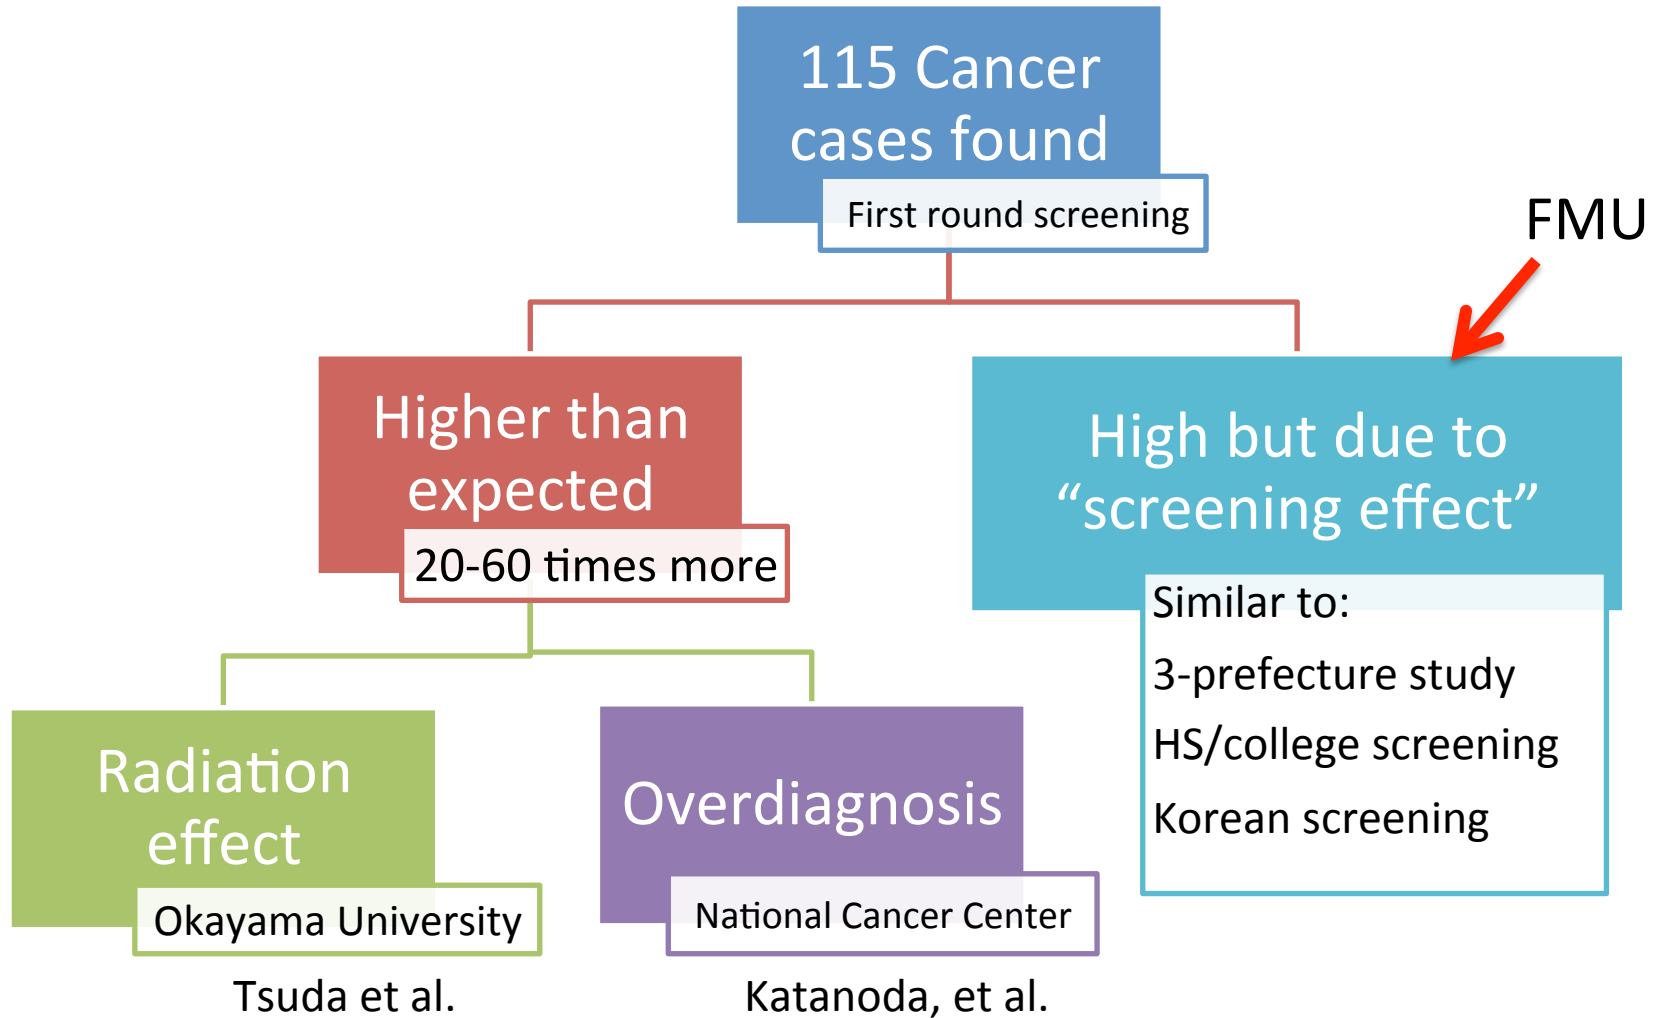 115 Cancer
cases found
First round screening
FMU
Higher than
expected
20-60 times more
High but due to
“screening effect”
Similar to:
3-prefecture study
HS/college screening
Korean screening
Radiation
effect
Okayama University
Tsuda et al.
Overdiagnosis
National Cancer Center
Katanoda, et al.